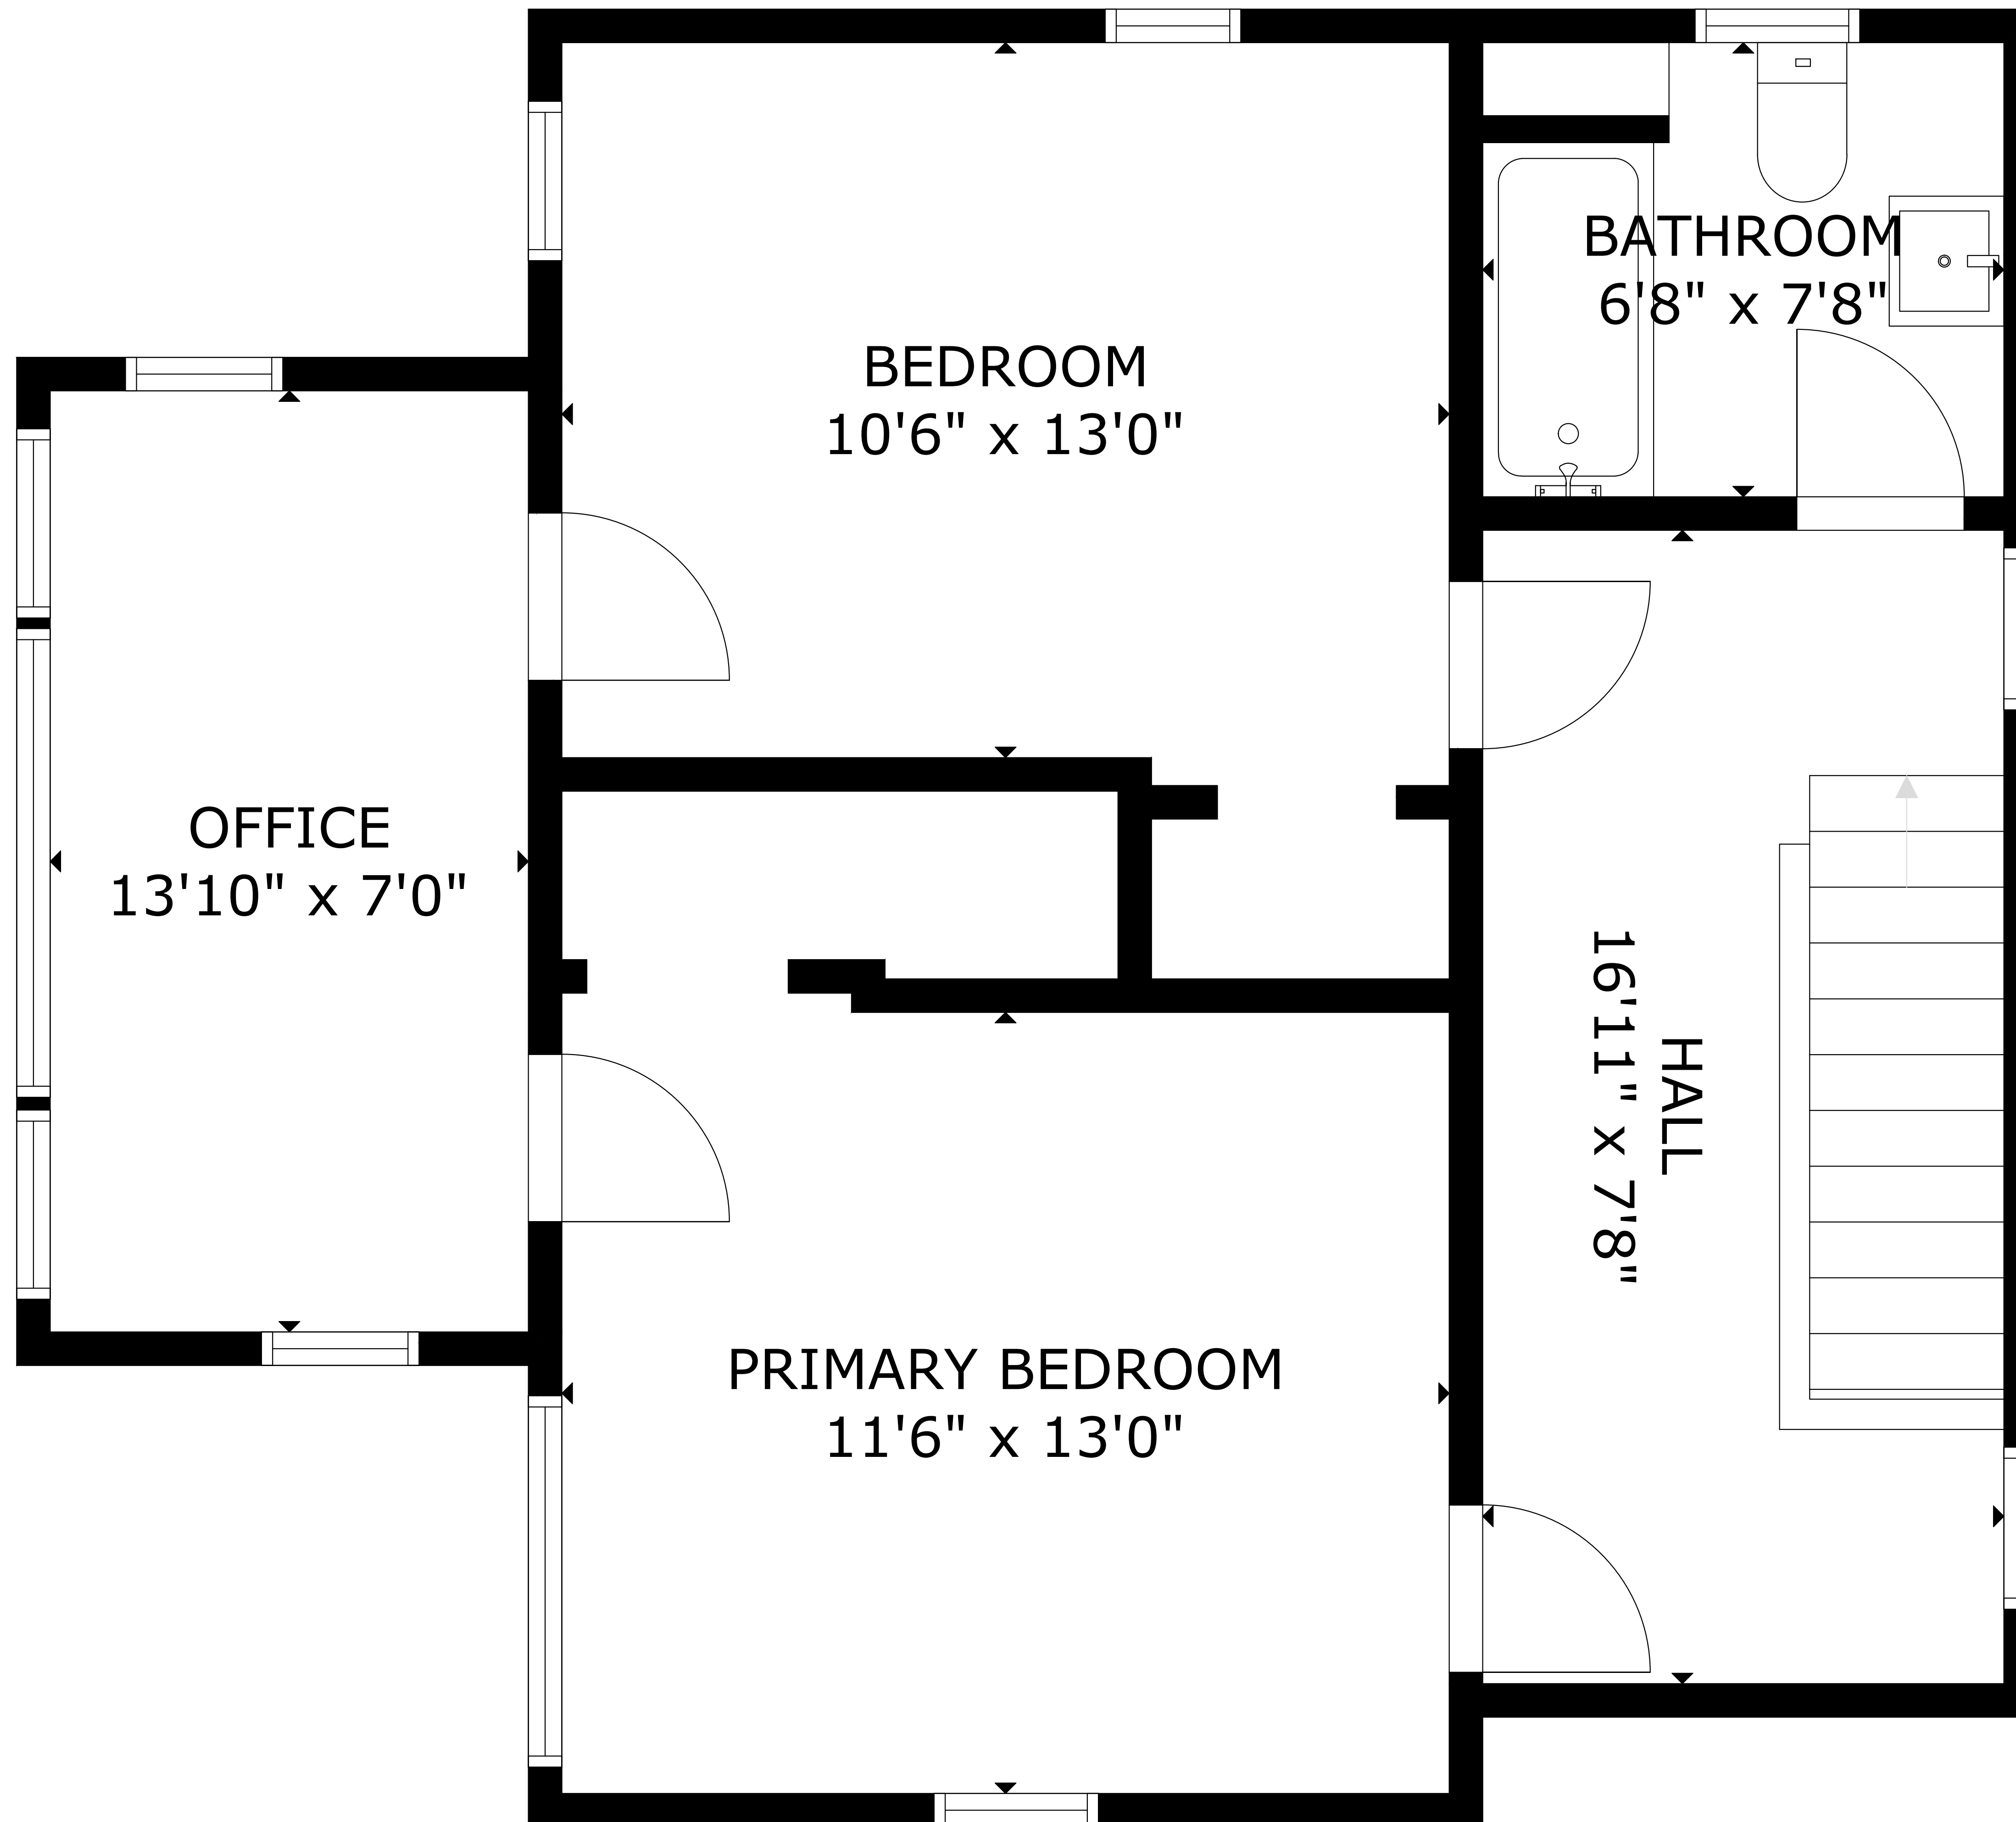 BATHROOM
6'8" x 7'8"
BEDROOM
10'6" x 13'0"
OFFICE
13'10" x 7'0"
HALL
16'11" x 7'8"
PRIMARY BEDROOM
11'6" x 13'0"